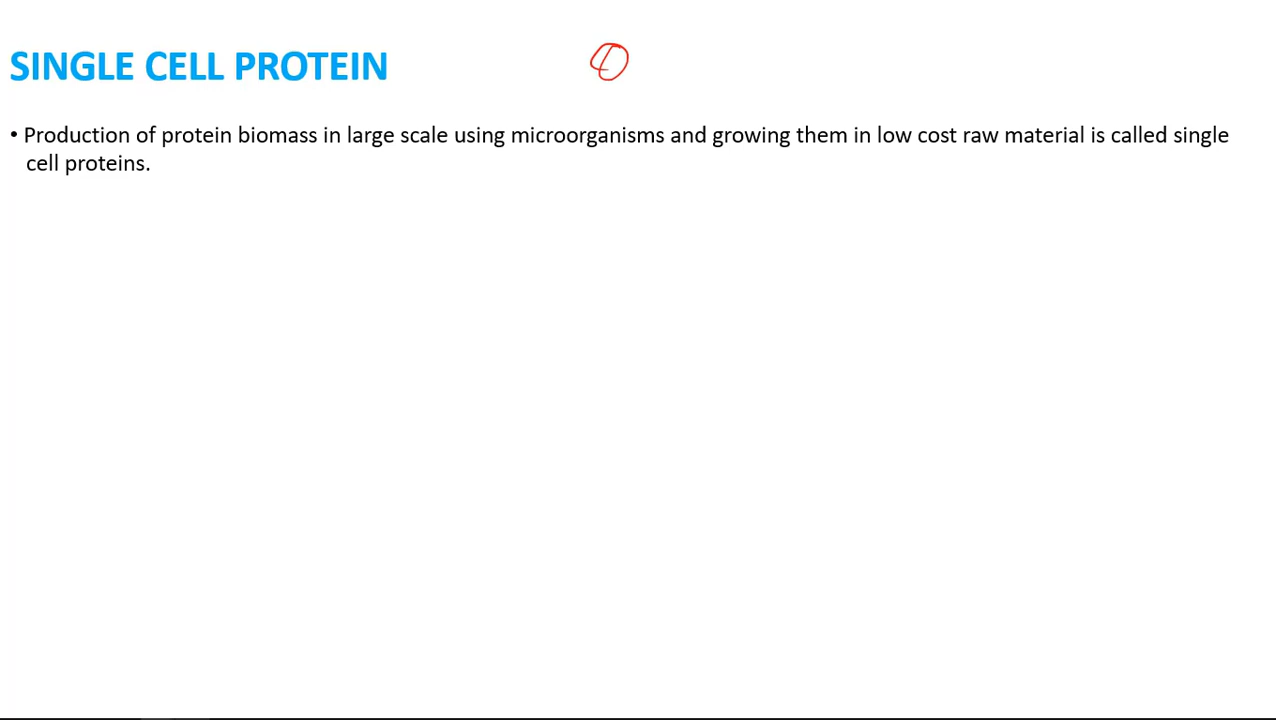 SINGLE CELL PROTEIN
• Production of protein biomass in large scale using microorganisms and growing them in low cost raw material is called single
cell proteins.